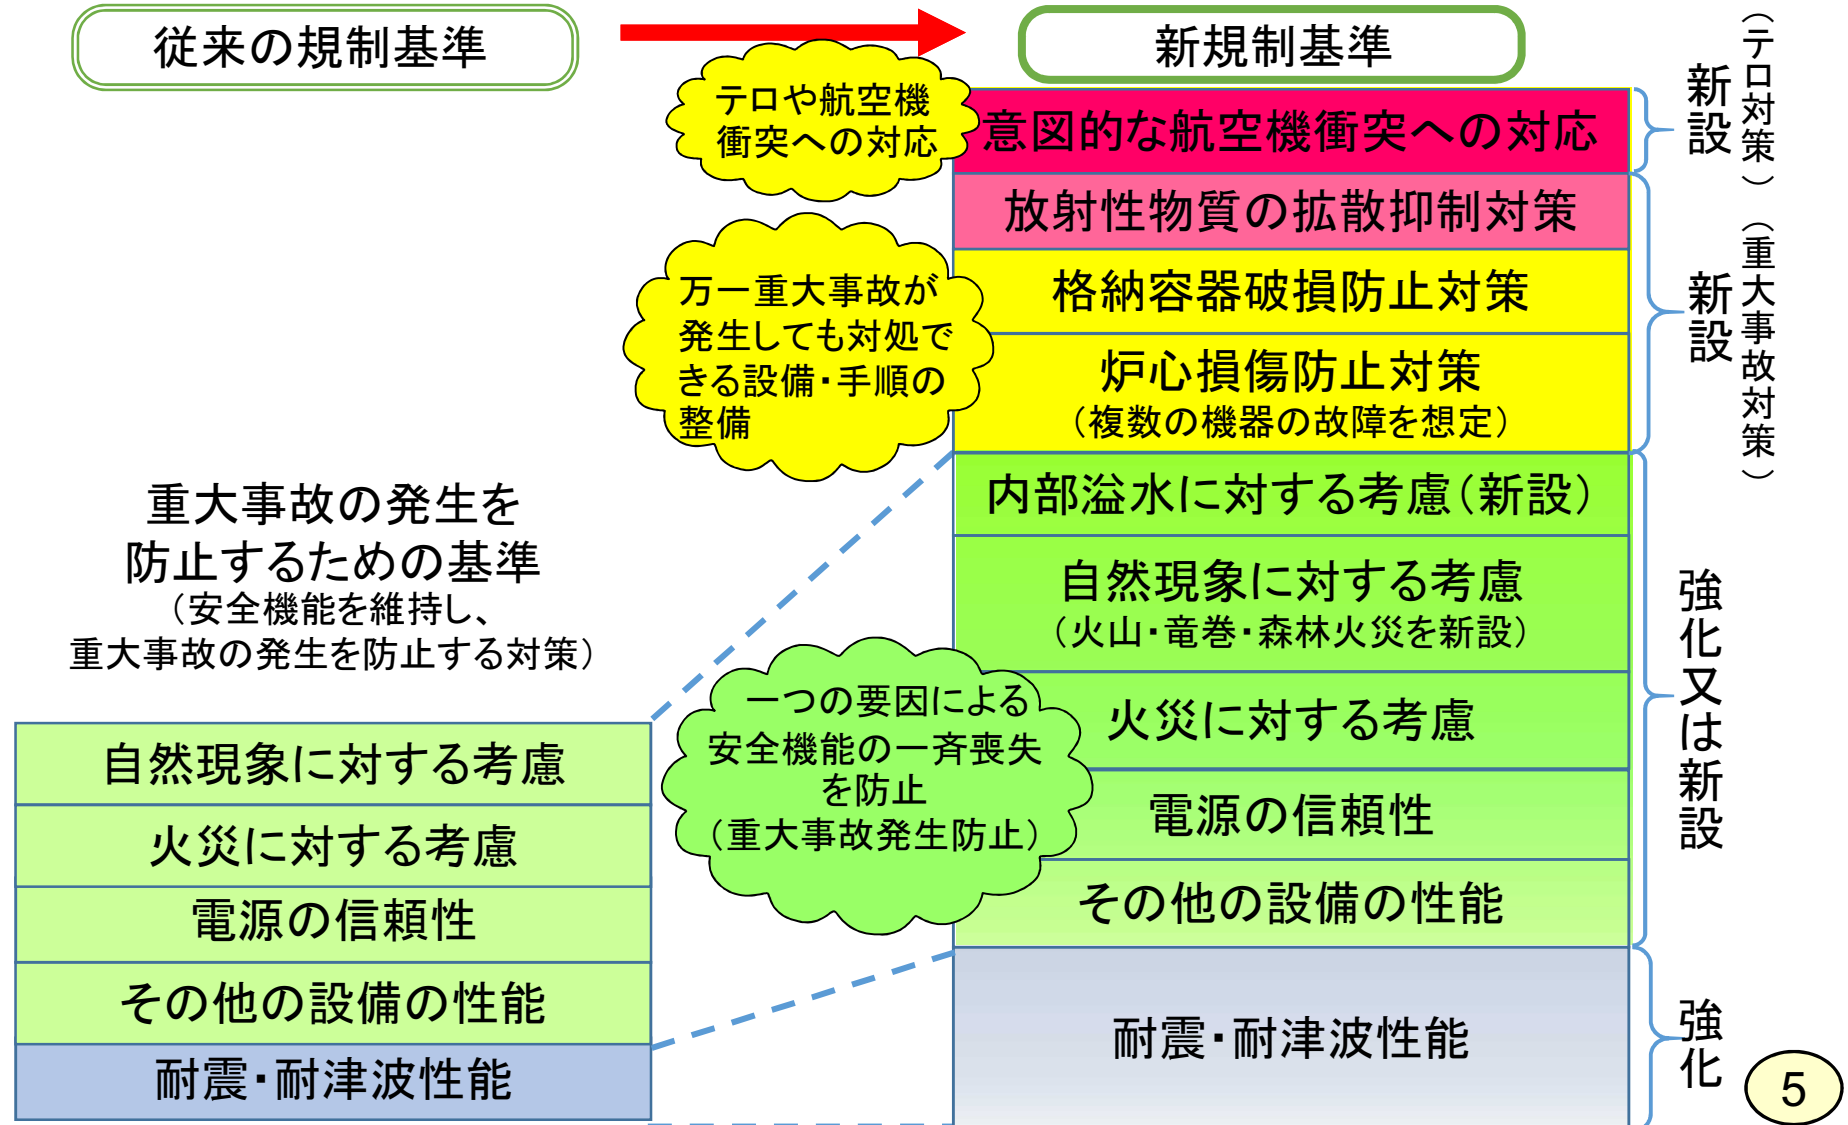 従来の規制基準
重大事故の発生を
防止するための基準
（安全機能を維持し、
重大事故の発生を防止する対策）
自然現象に対する考慮
火災に対する考慮
電源の信頼性
その他の設備の性能
耐震・耐津波性能
テロや航空機
衝突への対応
万一重大事故が
発生しても対処で
きる設備・手順の
整備
一つの要因による
安全機能の一斉喪失
を防止
（重大事故発生防止）
新規制基準
意図的な航空機衝突への対応
放射性物質の拡散抑制対策
格納容器破損防止対策
炉心損傷防止対策
（複数の機器の故障を想定）
内部溢水に対する考慮（新設）
自然現象に対する考慮
（火山・竜巻・森林火災を新設）
火災に対する考慮
電源の信頼性
その他の設備の性能
耐震・耐津波性能
新設
（テロ対策）
新設
（重大事故対策）
強化又は新設
強化
5